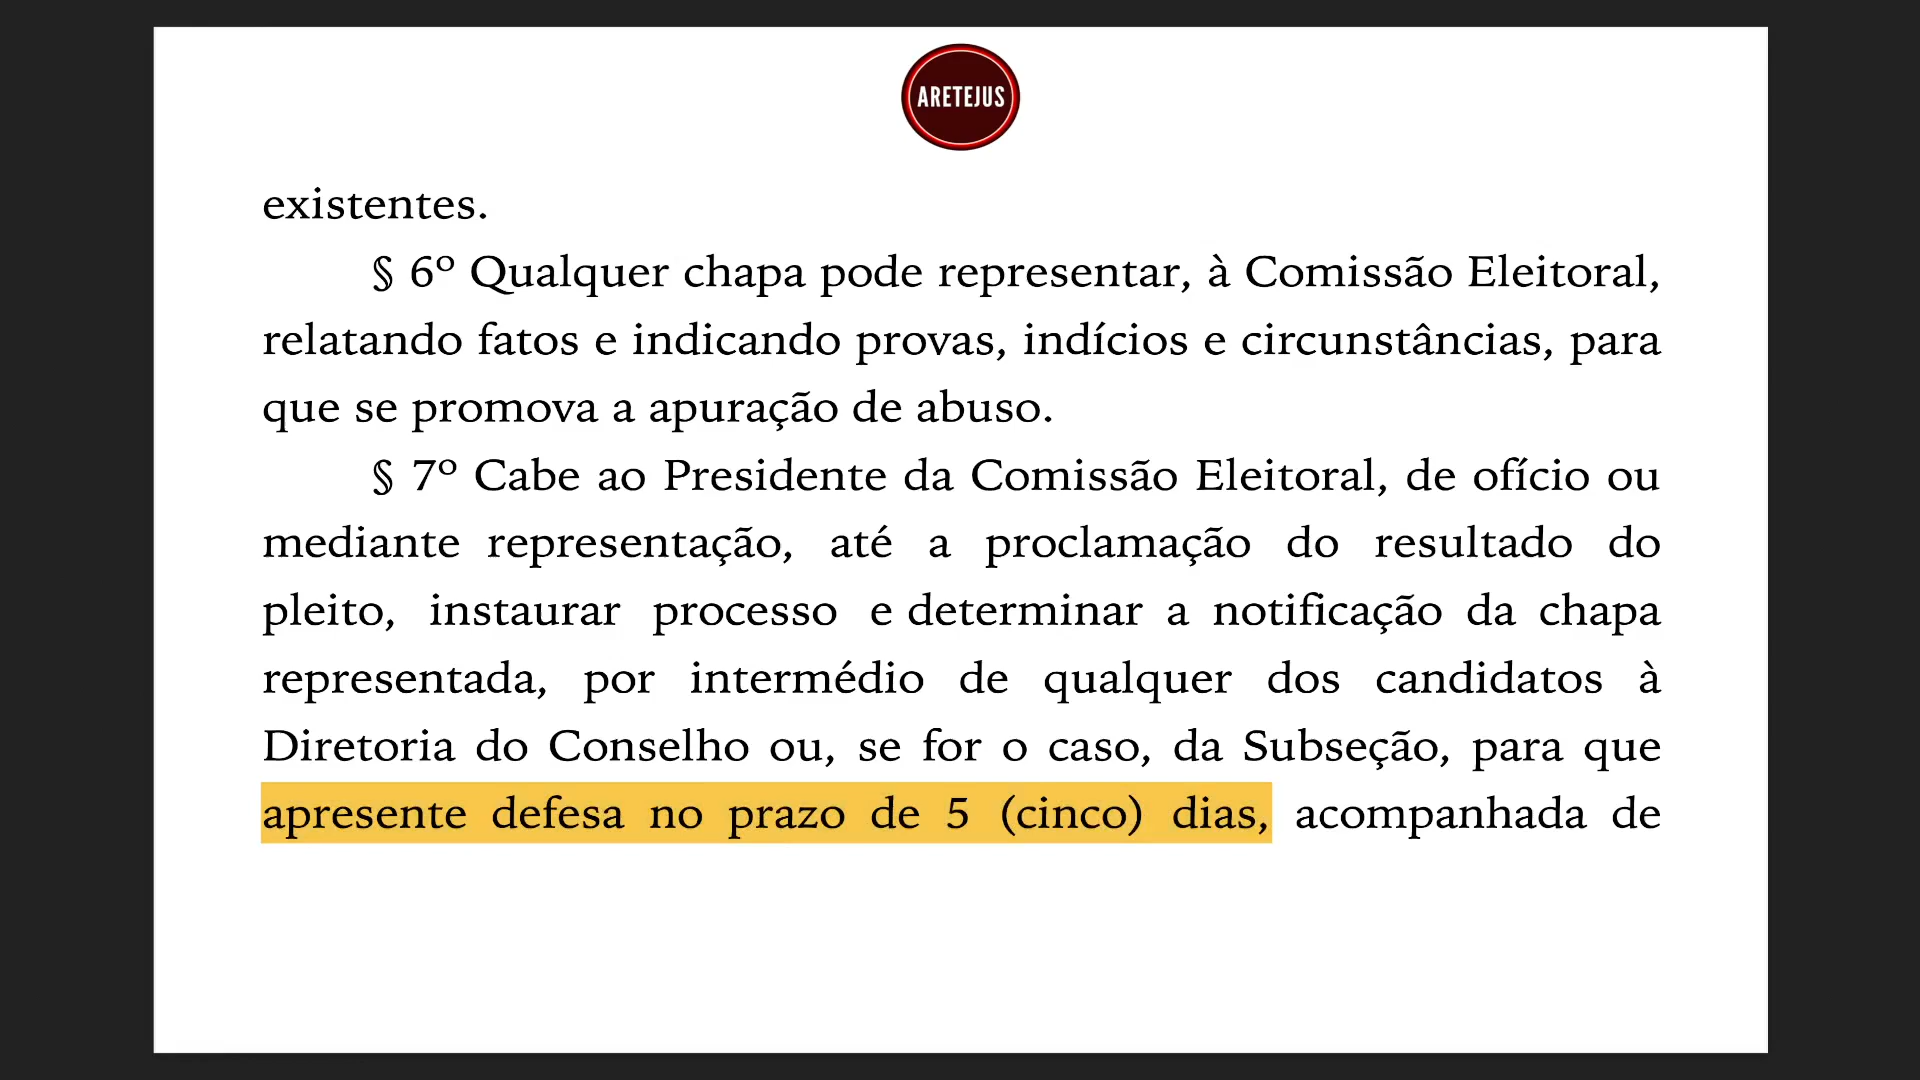 ARETEJUS
existentes.
§ 6º Qualquer chapa pode representar, à Comissão Eleitoral,
relatando fatos e indicando provas, indícios e circunstâncias, para
que se promova a apuração de abuso.
§ 7º Cabe ao Presidente da Comissão Eleitoral, de ofício ou
mediante representação, até a proclamação do resultado do
pleito, instaurar processo e determinar a notificação da chapa
representada, por intermédio de qualquer dos candidatos à
Diretoria do Conselho ou, se for o caso, da Subseção, para que
apresente defesa no prazo de 5 (cinco) dias, acompanhada de